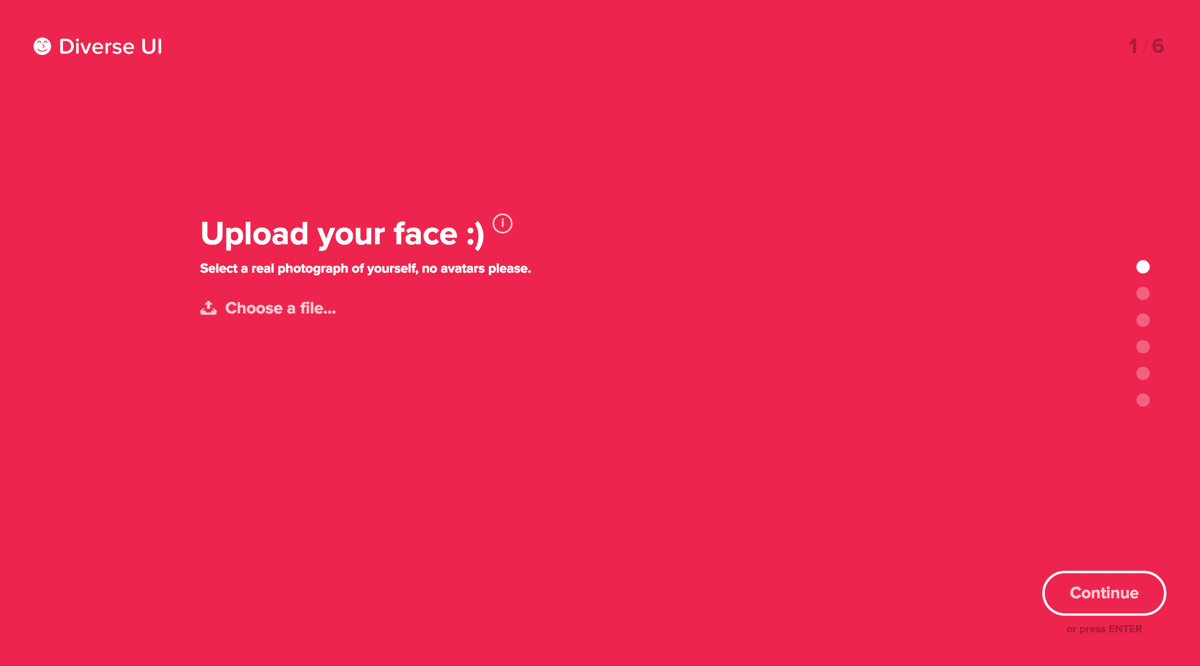 Diverse UI
1 / 6
Upload your face :) i
Select a real photograph of yourself, no avatars please.
Choose a file...
Continue
or press ENTER